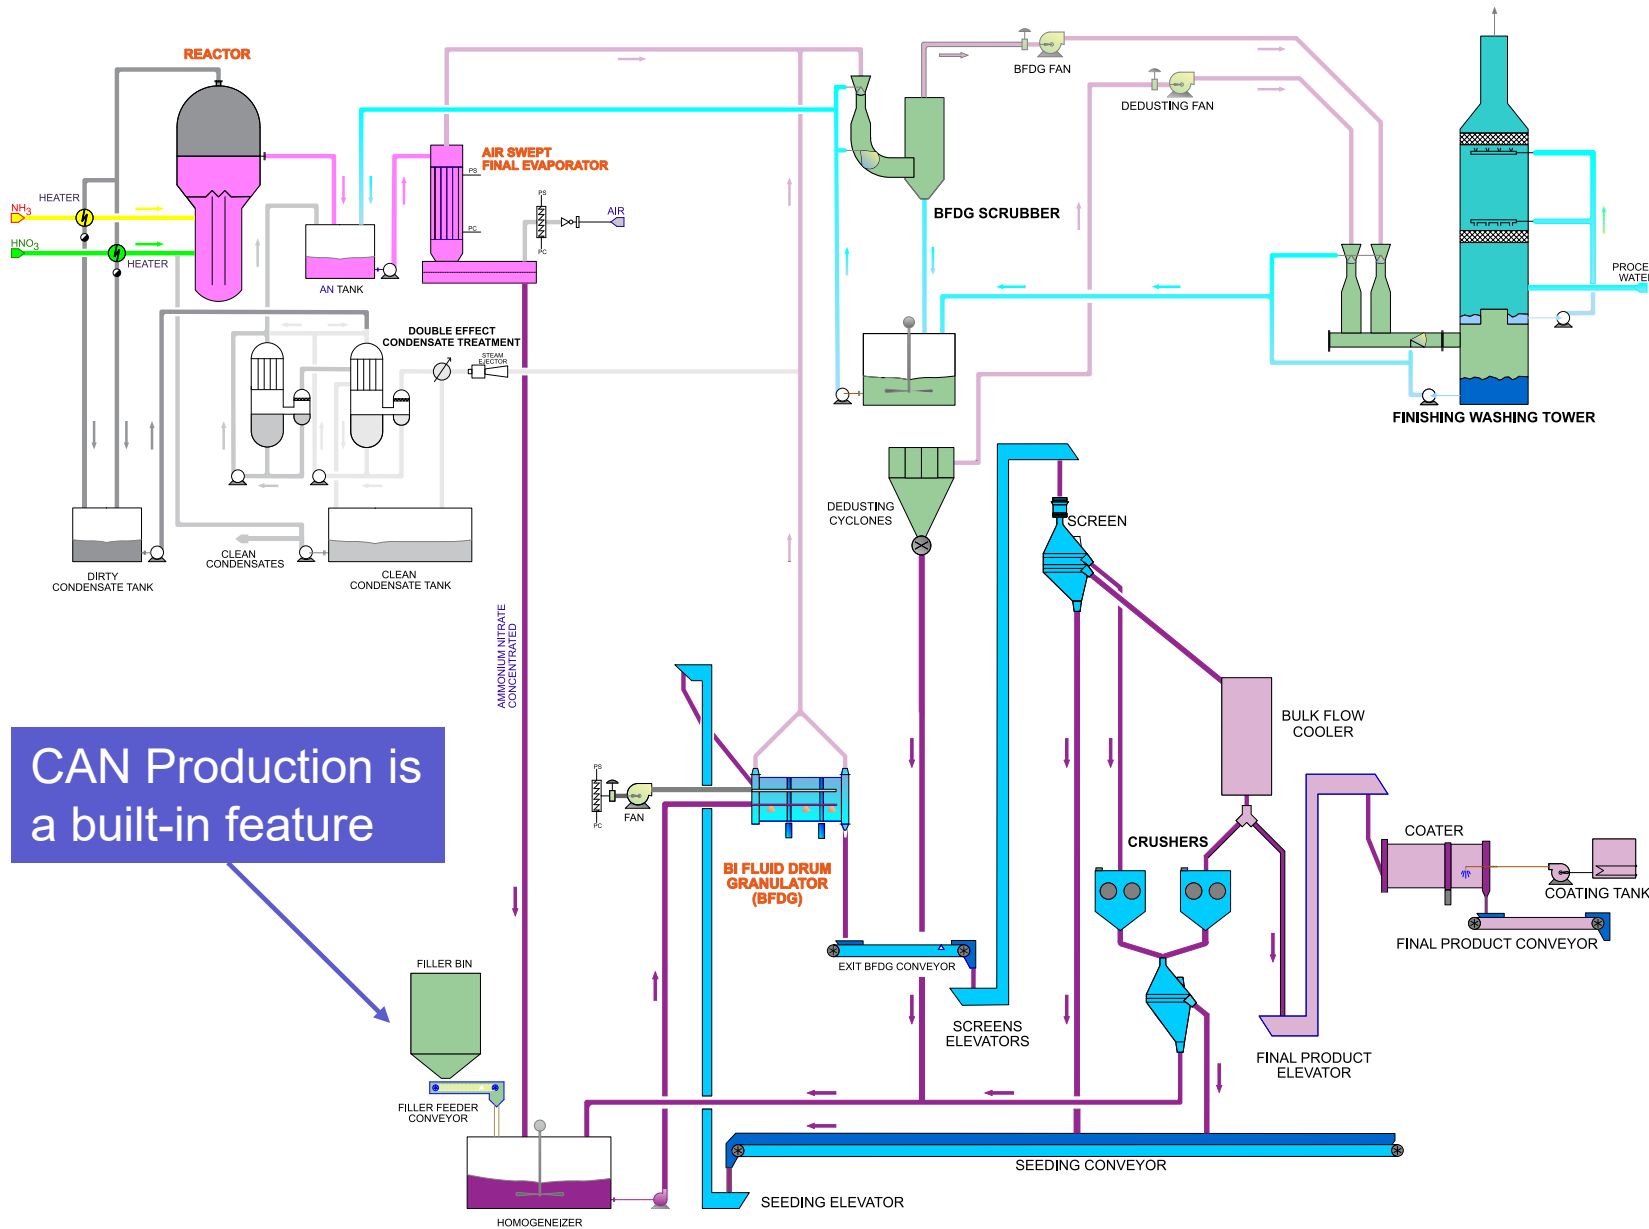 REACTOR
BFDG FAN
DEDUSTING FAN
AIR SWEPT
FINAL EVAPORATOR
PS
PC
HEATER
NH3
HNO3
HEATER
PS
PC
AIR
AN TANK
BFDG SCRUBBER
PROCE
WATE
DOUBLE EFFECT
CONDENSATE TREATMENT
STEAM
EJECTOR
FINISHING WASHING TOWER
DEDUSTING
CYCLONES
SCREEN
CLEAN
CONDENSATES
DIRTY
CONDENSATE TANK
CLEAN
CONDENSATE TANK
AMMONIUM NITRATE
CONCENTRATED
BULK FLOW
COOLER
CAN Production is
a built-in feature
PS
PC
FAN
BI FLUID DRUM
GRANULATOR
(BFDG)
CRUSHERS
COATER
COATING TANK
FINAL PRODUCT CONVEYOR
FILLER BIN
EXIT BFDG CONVEYOR
SCREENS
ELEVATORS
FINAL PRODUCT
ELEVATOR
FILLER FEEDER
CONVEYOR
SEEDING CONVEYOR
SEEDING ELEVATOR
HOMOGENEIZER